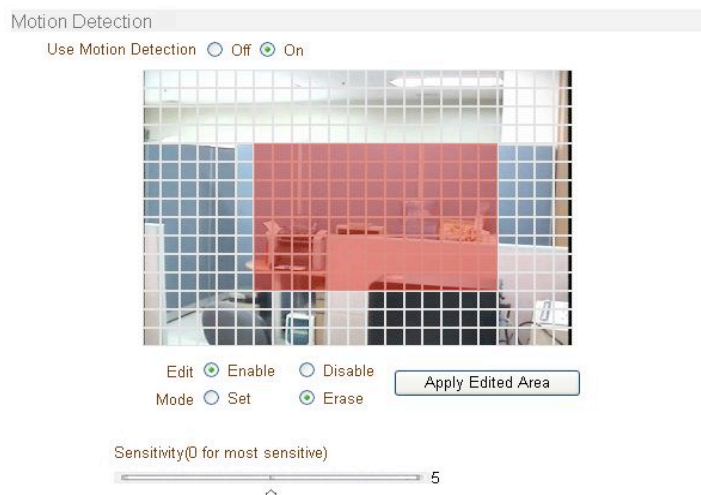 Motion Detection
Use Motion Detection Off On
Edit Enable Disable
Apply Edited Area
Mode Set Erase
Sensitivity(0 for most sensitive)
5